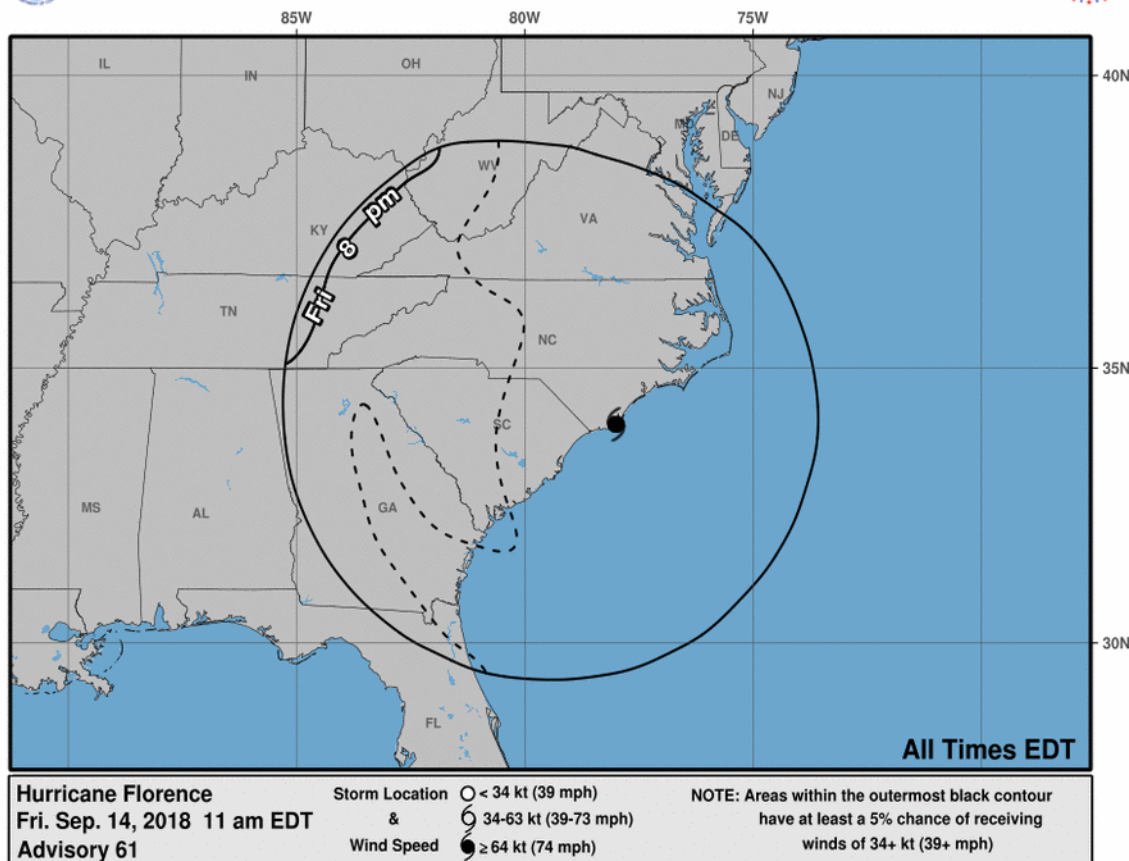 85W 80W 75W
IL IN OH 40N
NJ
MD
DE
WV
pm
VA
8
KY
Fri
TN
NC
35N
SC
MS AL GA
30N
FL
All Times EDT
Hurricane Florence
Fri. Sep. 14, 2018 11 am EDT
Advisory 61
Storm Location
&
Wind Speed
< 34 kt (39 mph)
34-63 kt (39-73 mph)
≥ 64 kt (74 mph)
NOTE: Areas within the outermost black contour
have at least a 5% chance of receiving
winds of 34+ kt (39+ mph)